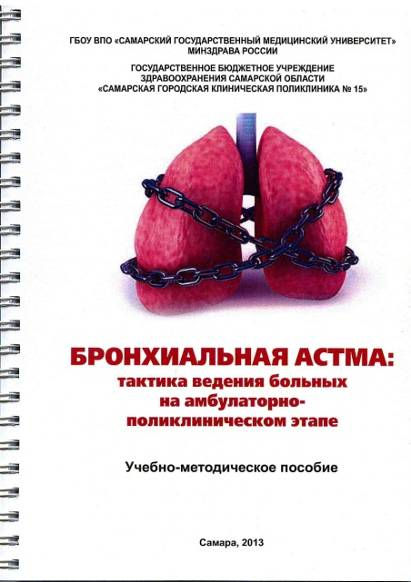 ГБОУ ВПО «САМАРСКИЙ ГОСУДАРСТВЕННЫЙ МЕДИЦИНСКИЙ УНИВЕРСИТЕТ»
МИНЗДРАВА РОССИИ
ГОСУДАРСТВЕННОЕ БЮДЖЕТНОЕ УЧРЕЖДЕНИЕ
ЗДРАВООХРАНЕНИЯ САМАРСКОЙ ОБЛАСТИ
«САМАРСКАЯ ГОРОДСКАЯ КЛИНИЧЕСКАЯ ПОЛИКЛИНИКА № 15»
БРОНХИАЛЬНАЯ АСТМА:
тактика ведения больных
на амбулаторно-
поликлиническом этапе
Учебно-методическое пособие
Самара, 2013